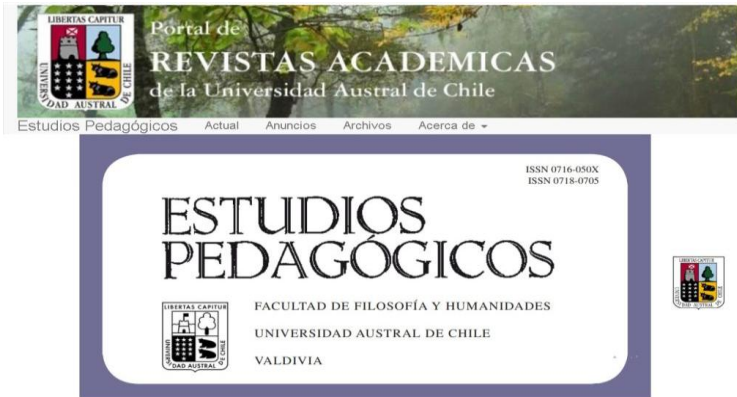 LIBERTAS CAPITUR
UNIVERSIDAD AUSTRAL DE CHILE
Portal de
REVISTAS ACADEMICAS
de la Universidad Austral de Chile
Estudios Pedagógicos Actual Anuncios Archivos Acerca de
ISSN 0716-050X
ISSN 0718-0705
ESTUDIOS
PEDAGÓGICOS
LIBERTAS CAPITUR
UNIVERSIDAD AUSTRAL DE CHILE
FACULTAD DE FILOSOFÍA Y HUMANIDADES
UNIVERSIDAD AUSTRAL DE CHILE
VALDIVIA
LIBERTAS CAPITUR